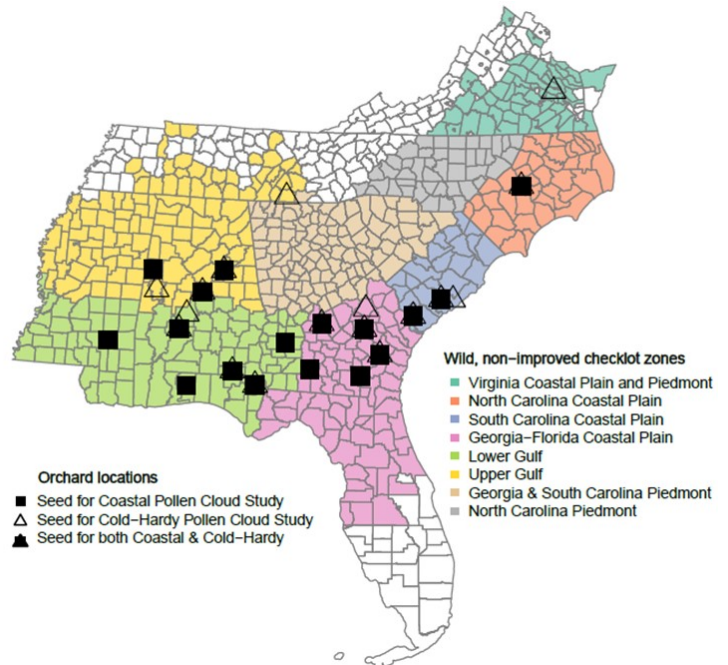 Wild, non−improved checklot zones
Virginia Coastal Plain and Piedmont
North Carolina Coastal Plain
South Carolina Coastal Plain
Georgia−Florida Coastal Plain
Lower Gulf
Upper Gulf
Georgia & South Carolina Piedmont
North Carolina Piedmont
Orchard locations
Seed for Coastal Pollen Cloud Study
Seed for Cold−Hardy Pollen Cloud Study
Seed for both Coastal & Cold−Hardy